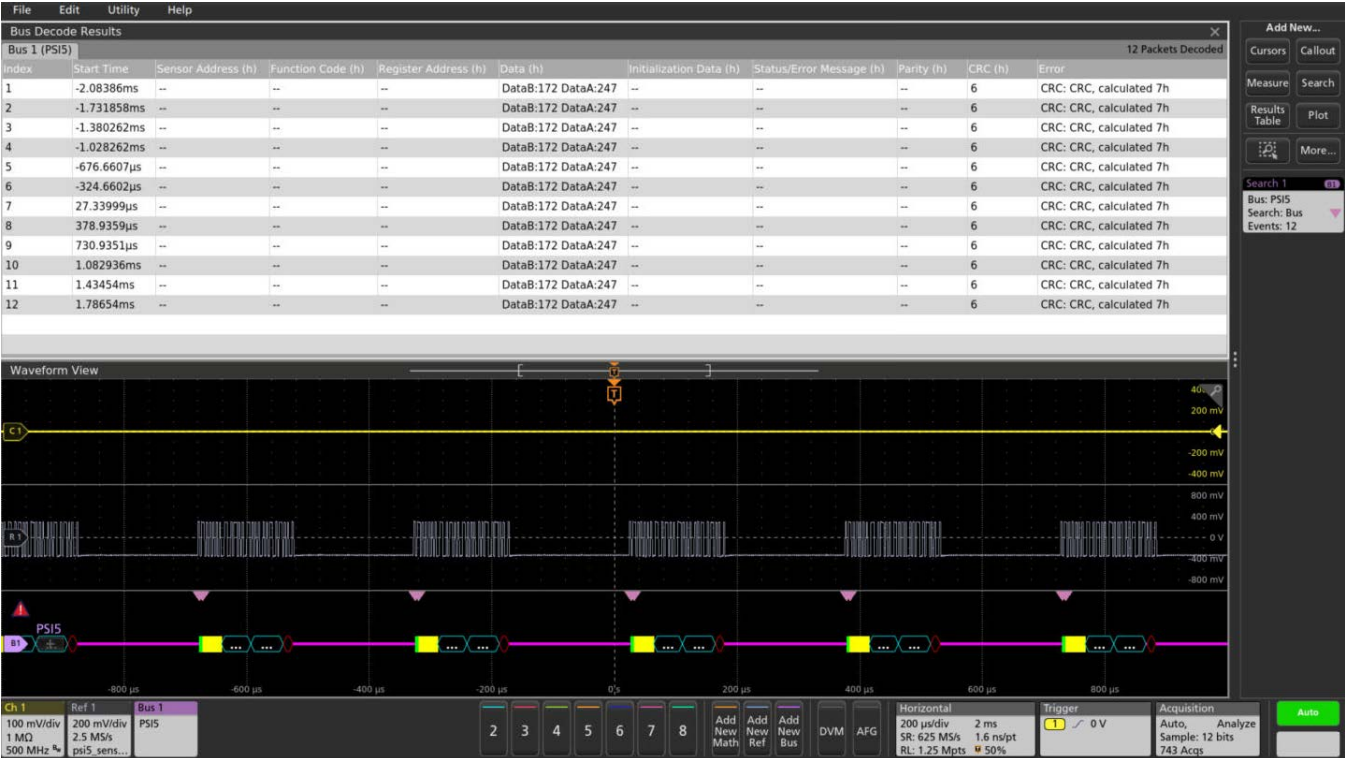 File Edit Utility Help
Bus Decode Results
Bus 1 (PSI5) 12 Packets Decoded
Index Start Time Sensor Address (h) Function Code (h) Register Address (h) Data (h) Initialization Data (h) Status/Error Message (h) Parity (h) CRC (h) Error
1 -2.08386ms -- -- -- DataB:172 DataA:247 -- -- -- 6 CRC: CRC, calculated 7h
2 -1.731858ms -- -- -- DataB:172 DataA:247 -- -- -- 6 CRC: CRC, calculated 7h
3 -1.380262ms -- -- -- DataB:172 DataA:247 -- -- -- 6 CRC: CRC, calculated 7h
4 -1.028262ms -- -- -- DataB:172 DataA:247 -- -- -- 6 CRC: CRC, calculated 7h
5 -676.6607µs -- -- -- DataB:172 DataA:247 -- -- -- 6 CRC: CRC, calculated 7h
6 -324.6602µs -- -- -- DataB:172 DataA:247 -- -- -- 6 CRC: CRC, calculated 7h
7 27.33999µs -- -- -- DataB:172 DataA:247 -- -- -- 6 CRC: CRC, calculated 7h
8 378.9359µs -- -- -- DataB:172 DataA:247 -- -- -- 6 CRC: CRC, calculated 7h
9 730.9351µs -- -- -- DataB:172 DataA:247 -- -- -- 6 CRC: CRC, calculated 7h
10 1.082936ms -- -- -- DataB:172 DataA:247 -- -- -- 6 CRC: CRC, calculated 7h
11 1.43454ms -- -- -- DataB:172 DataA:247 -- -- -- 6 CRC: CRC, calculated 7h
12 1.78654ms -- -- -- DataB:172 DataA:247 -- -- -- 6 CRC: CRC, calculated 7h
Waveform View
T
T
200 mV
C1
-200 mV
-400 mV
800 mV
400 mV
R1
0 V
-400 mV
-800 mV
PSI5
B1
... ... ... ... ... ... ... ... ... ...
-800 µs -600 µs -400 µs -200 µs 0 s 200 µs 400 µs 600 µs 800 µs
Ch 1
100 mV/div
1 MΩ
500 MHz
Ref 1
200 mV/div
2.5 MS/s
psi5_sens...
Bus 1
PSI5
2 3 4 5 6 7 8
Add New Math
Add New Ref
Add New Bus
DVM
AFG
Horizontal
200 µs/div 2 ms
SR: 625 MS/s 1.6 ns/pt
RL: 1.25 Mpts 50%
Trigger
1 0 V
Acquisition
Auto, Analyze
Sample: 12 bits
743 Acqs
Auto
Add New...
Cursors Callout
Measure Search
Results Table Plot
More...
Search 1 B1
Bus: PSI5
Search: Bus
Events: 12